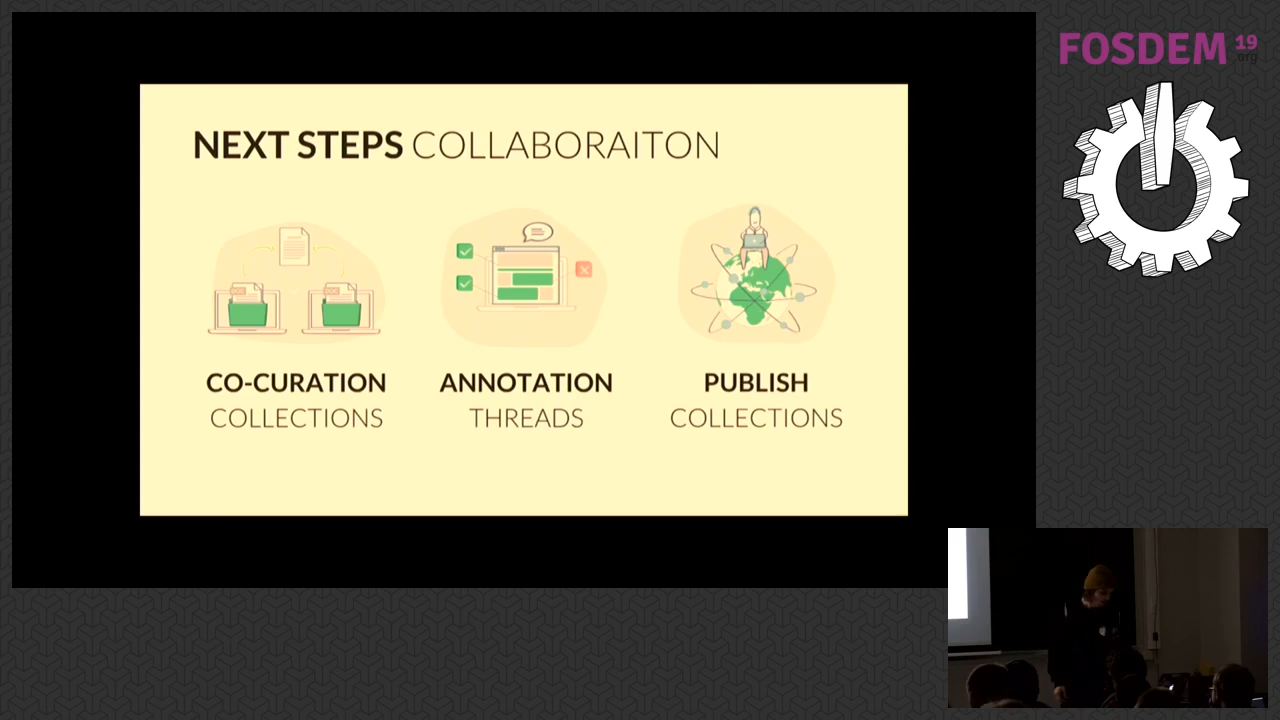 FOSDEM 19
.org
NEXT STEPS COLLABORAITON
CO-CURATION
COLLECTIONS
ANNOTATION
THREADS
PUBLISH
COLLECTIONS